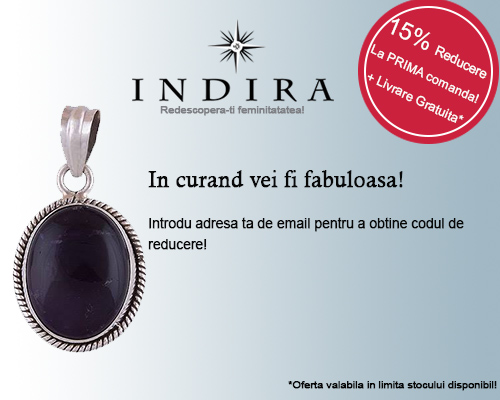 INDIRA
Redescopera-ti feminitatatea!
15% Reducere
La PRIMA comanda!
+ Livrare Gratuita*
In curand vei fi fabuloasa!
Introdu adresa ta de email pentru a obtine codul de
reducere!
*Oferta valabila in limita stocului disponibil!